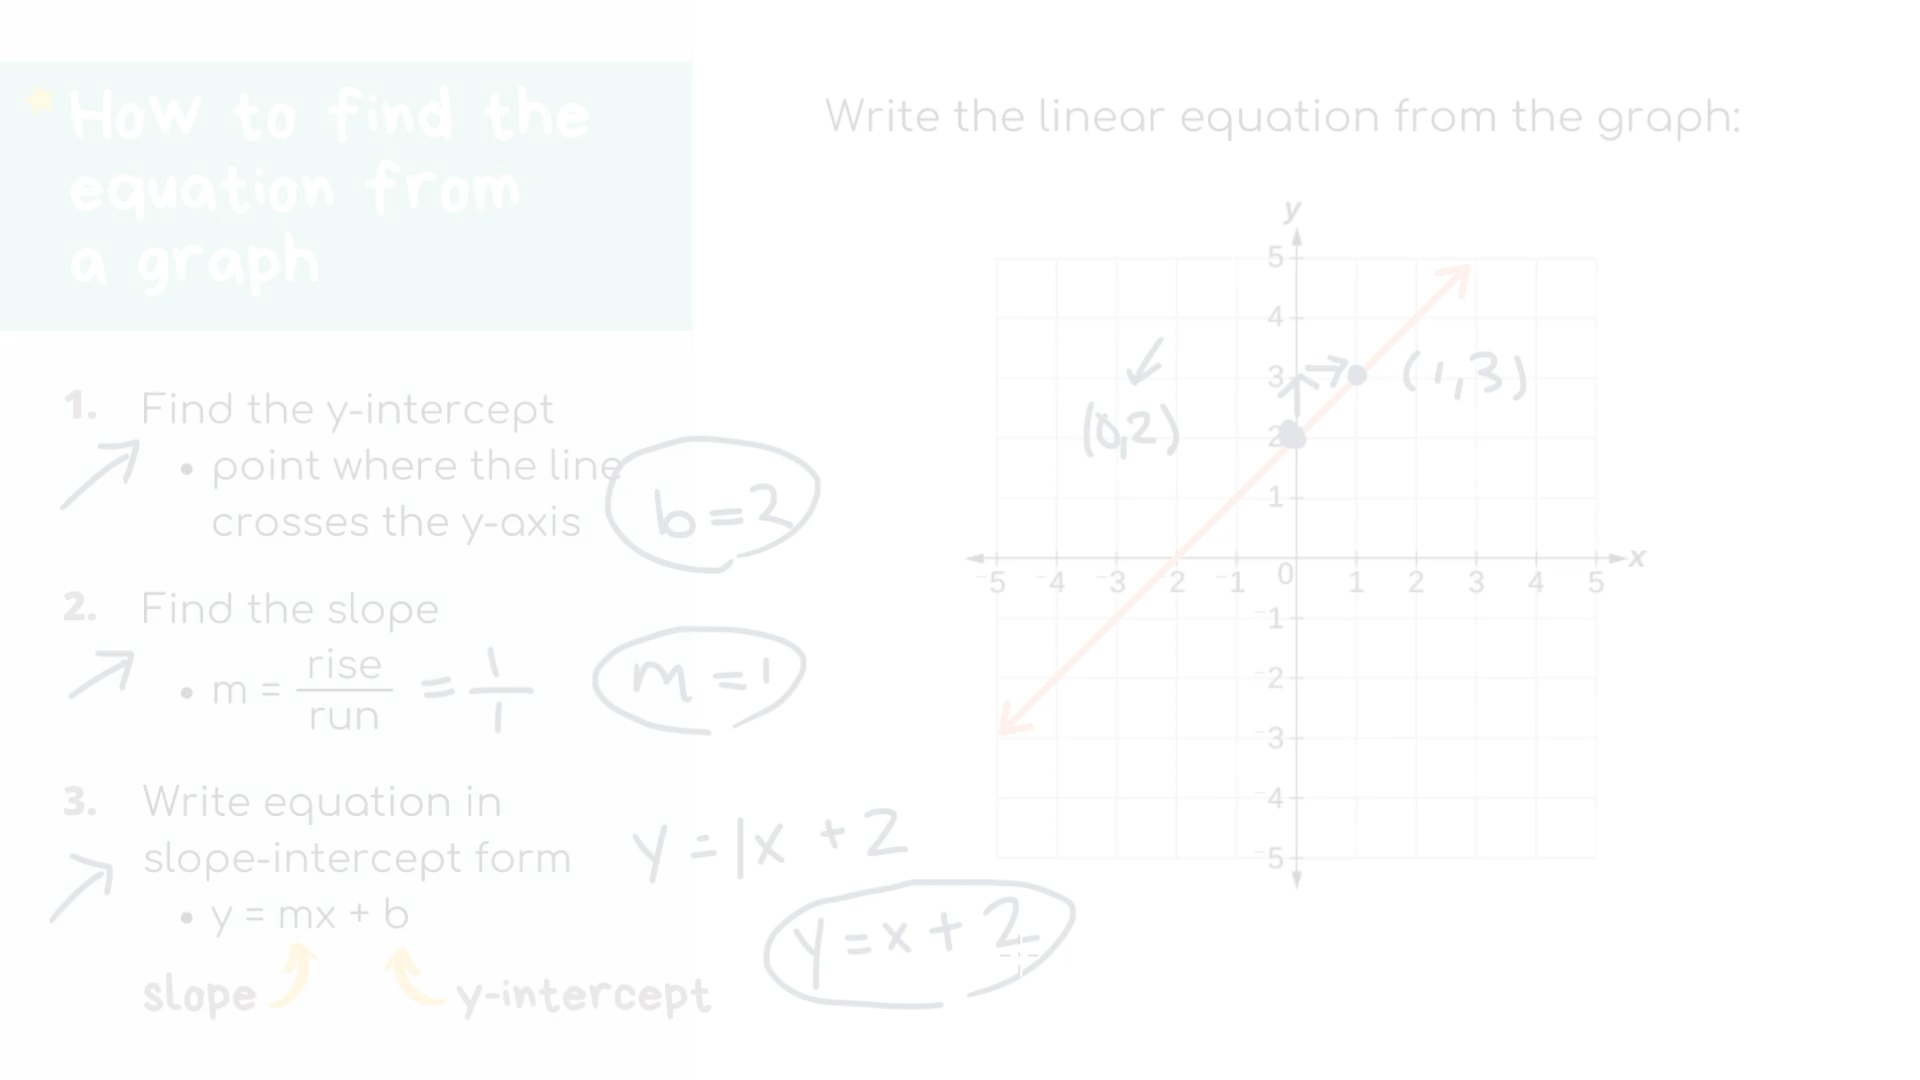 How to find the
equation from
a graph
1. Find the y-intercept
• point where the line
crosses the y-axis
b=2
2. Find the slope
• m = rise/run = 1/1
m=1
3. Write equation in
slope-intercept form
• y = mx + b
slope
y-intercept
y=1x+2
y=x+2
Write the linear equation from the graph:
y
5
4
3
2
1
(1,3)
(0,2)
x
-5 -4 -3 -2 -1 0 1 2 3 4 5
-1
-2
-3
-4
-5